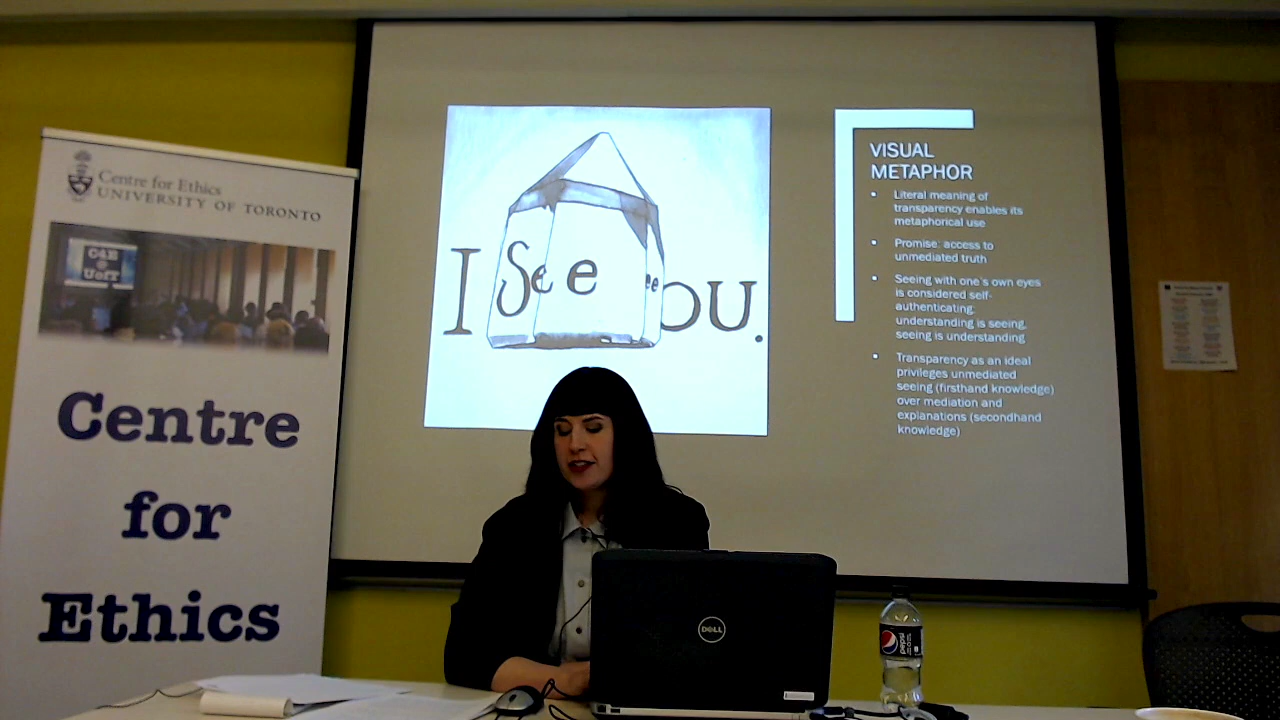 Centre for Ethics
UNIVERSITY OF TORONTO
C4E
@
UofT
Centre
for
Ethics
I See ee OU.
VISUAL
METAPHOR
Literal meaning of
transparency enables its
metaphorical use
Promise: access to
unmediated truth
Seeing with one's own eyes
is considered self-
authenticating,
understanding is seeing,
seeing is understanding
Transparency as an ideal
privileges unmediated
seeing (firsthand knowledge)
over mediation and
explanations (secondhand
knowledge)
DELL
pepsi